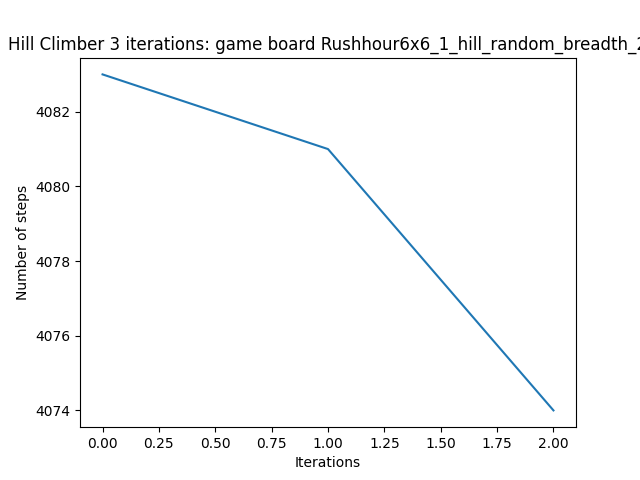 Hill Climber 3 iterations: game board Rushhour6x6_1_hill_random_breadth_2
4082
4080
4078
4076
4074
Number of steps
0.00 0.25 0.50 0.75 1.00 1.25 1.50 1.75 2.00
Iterations